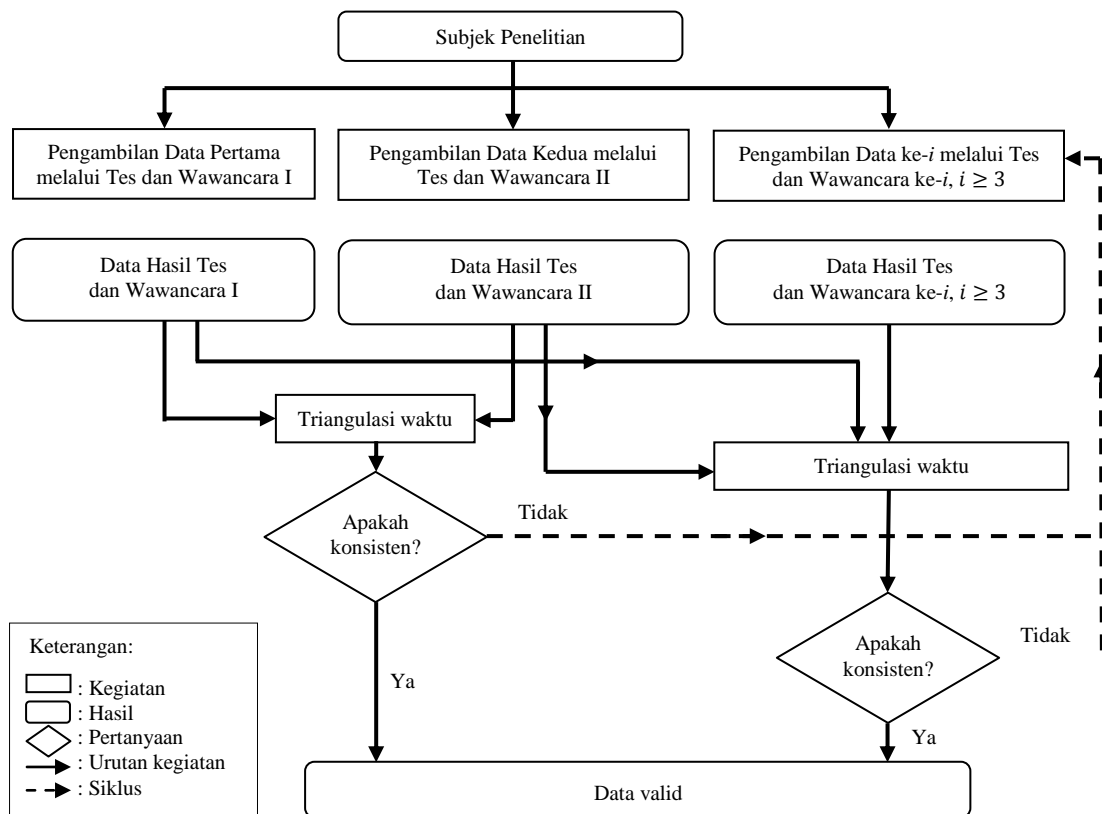 Subjek Penelitian
Pengambilan Data Pertama
melalui Tes dan Wawancara I
Pengambilan Data Kedua melalui
Tes dan Wawancara II
Pengambilan Data ke-i melalui Tes
dan Wawancara ke-i, i ≥ 3
Data Hasil Tes
dan Wawancara I
Data Hasil Tes
dan Wawancara II
Data Hasil Tes
dan Wawancara ke-i, i ≥ 3
Triangulasi waktu
Triangulasi waktu
Apakah
konsisten?
Tidak
Apakah
konsisten?
Tidak
Ya
Ya
Data valid
Keterangan:
: Kegiatan
: Hasil
: Pertanyaan
: Urutan kegiatan
: Siklus